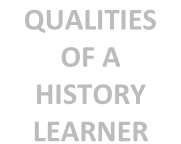 QUALITIES
OF A
HISTORY
LEARNER